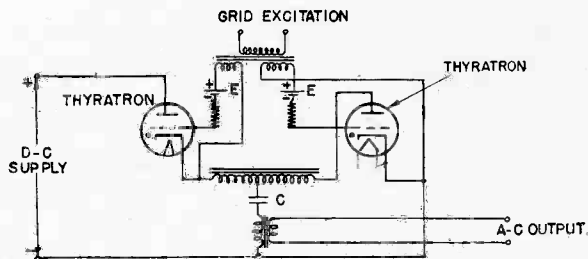 GRID EXCITATION
THYRATRON
+
-
E
+
-
E
THYRATRON
+
D-C
SUPPLY
C
A-C OUTPUT.